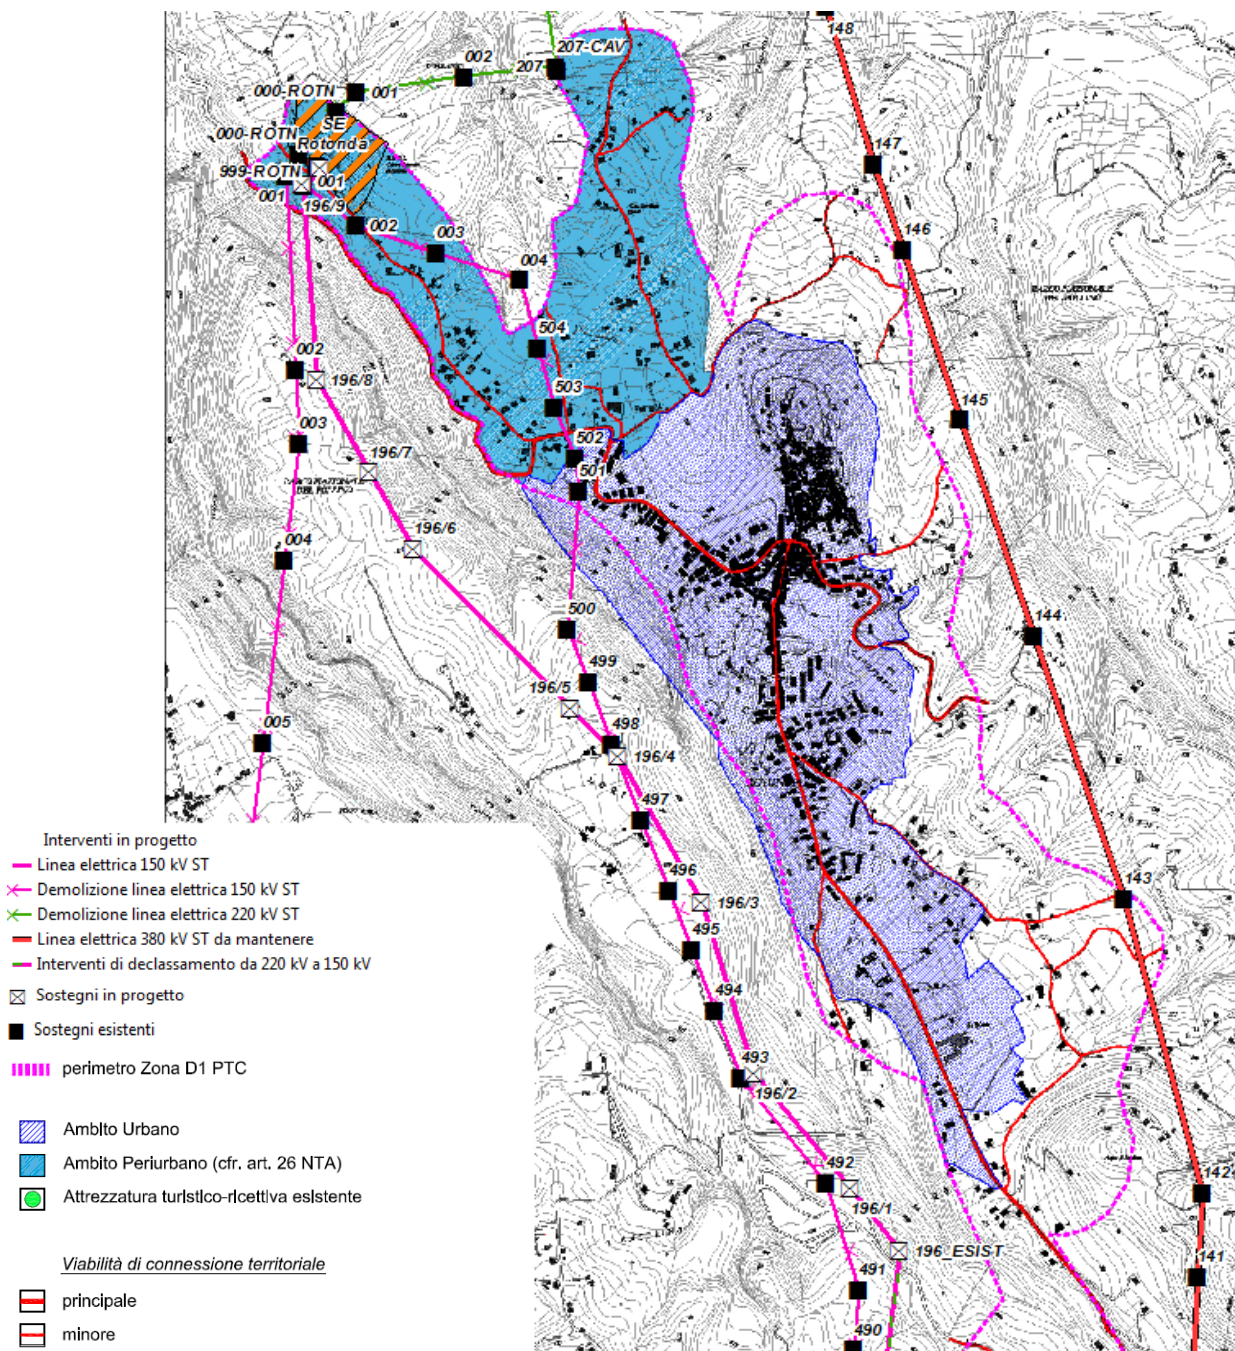 148
207-CAV
002
207
000-ROTN
001
SE
Rotonda
000-ROTN
147
999-ROTN
001
001
196/9
002
003
146
004
504
002
196/8
503
145
003
502
196/7
501
196/6
004
500
144
499
196/5
005
498
196/4
497
496
143
196/3
495
494
493
196/2
492
142
196/1
196_ESIST
141
491
490
Interventi in progetto
Linea elettrica 150 kV ST
Demolizione linea elettrica 150 kV ST
Demolizione linea elettrica 220 kV ST
Linea elettrica 380 kV ST da mantenere
Interventi di declassamento da 220 kV a 150 kV
Sostegni in progetto
Sostegni esistenti
perimetro Zona D1 PTC
Ambito Urbano
Ambito Periurbano (cfr. art. 26 NTA)
Attrezzatura turistico-ricettiva esistente
Viabilità di connessione territoriale
principale
minore